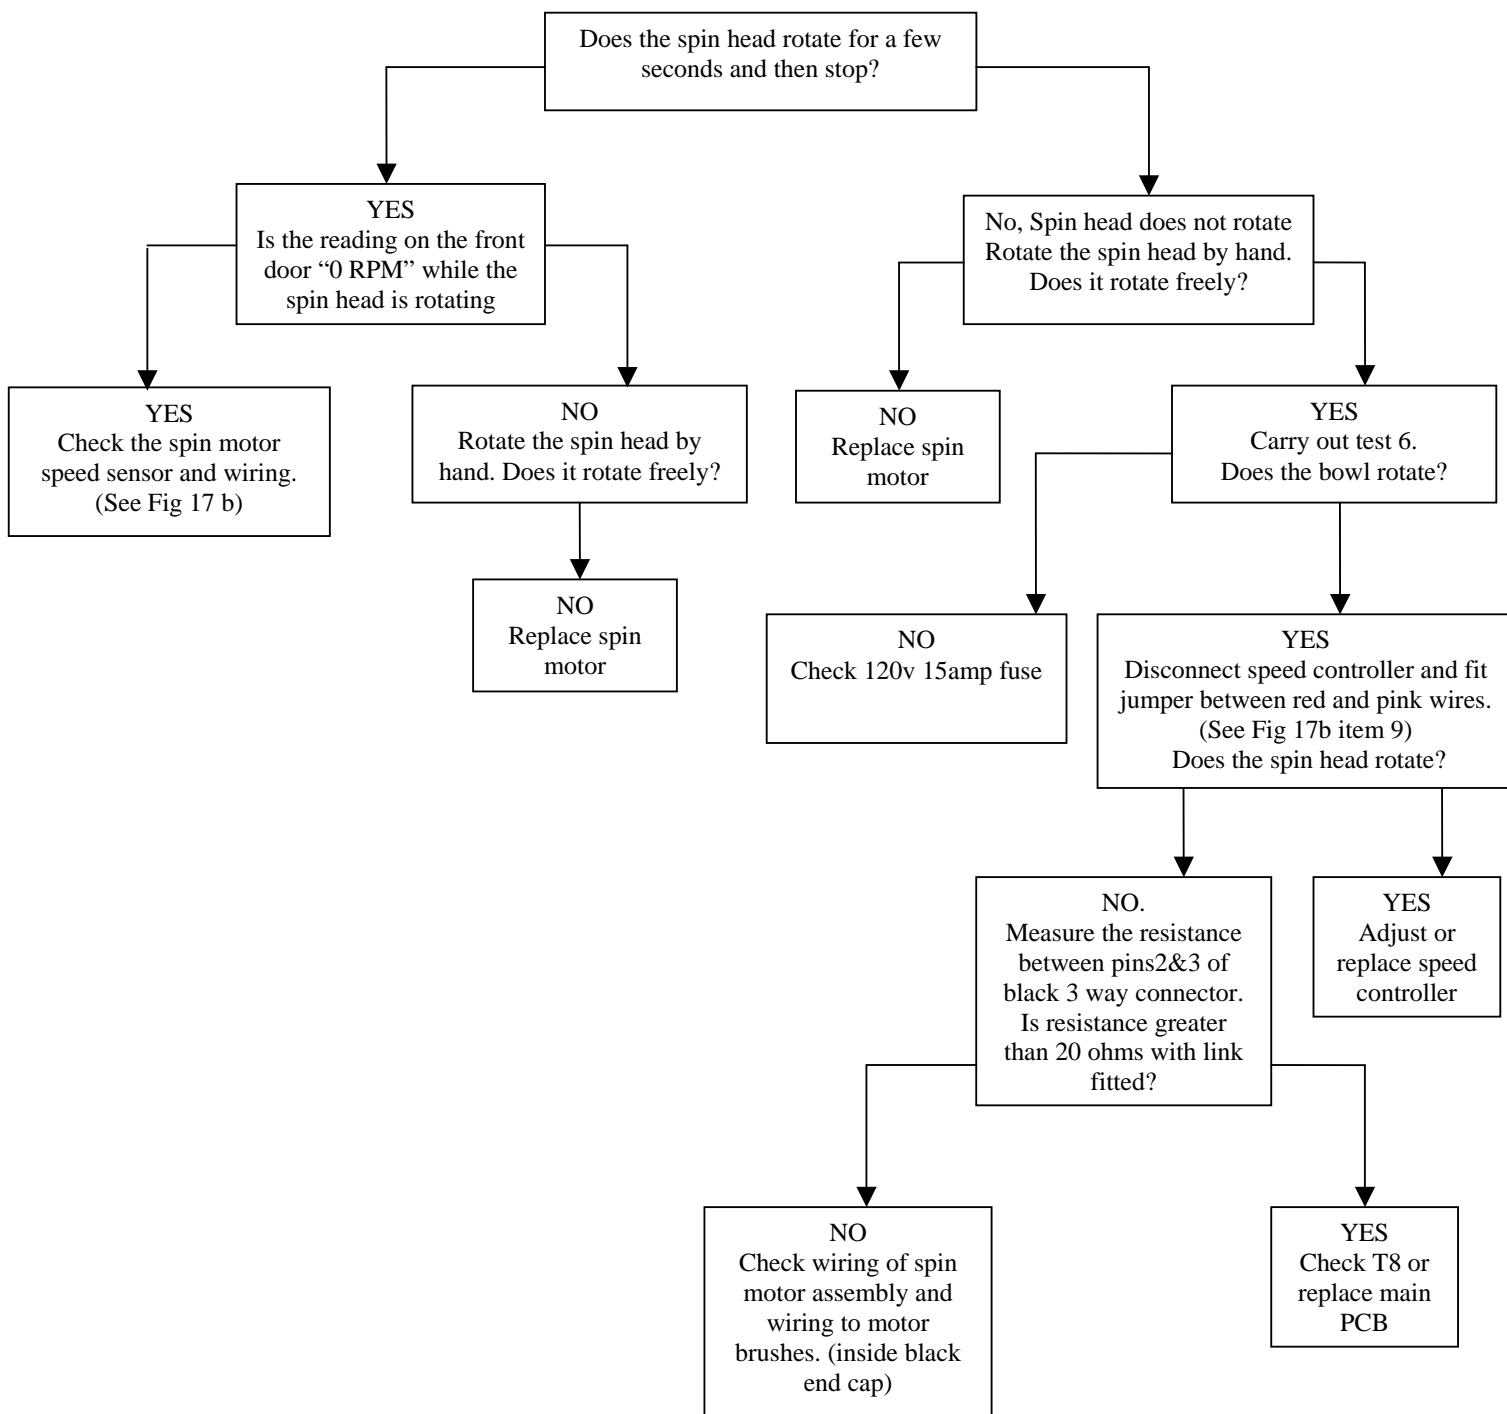 Does the spin head rotate for a few
seconds and then stop?
YES
Is the reading on the front
door “0 RPM” while the
spin head is rotating
No, Spin head does not rotate
Rotate the spin head by hand.
Does it rotate freely?
YES
Check the spin motor
speed sensor and wiring.
(See Fig 17 b)
NO
Rotate the spin head by
hand. Does it rotate freely?
NO
Replace spin
motor
YES
Carry out test 6.
Does the bowl rotate?
NO
Replace spin
motor
NO
Check 120v 15amp fuse
YES
Disconnect speed controller and fit
jumper between red and pink wires.
(See Fig 17b item 9)
Does the spin head rotate?
NO.
Measure the resistance
between pins2&3 of
black 3 way connector.
Is resistance greater
than 20 ohms with link
fitted?
YES
Adjust or
replace speed
controller
NO
Check wiring of spin
motor assembly and
wiring to motor
brushes. (inside black
end cap)
YES
Check T8 or
replace main
PCB